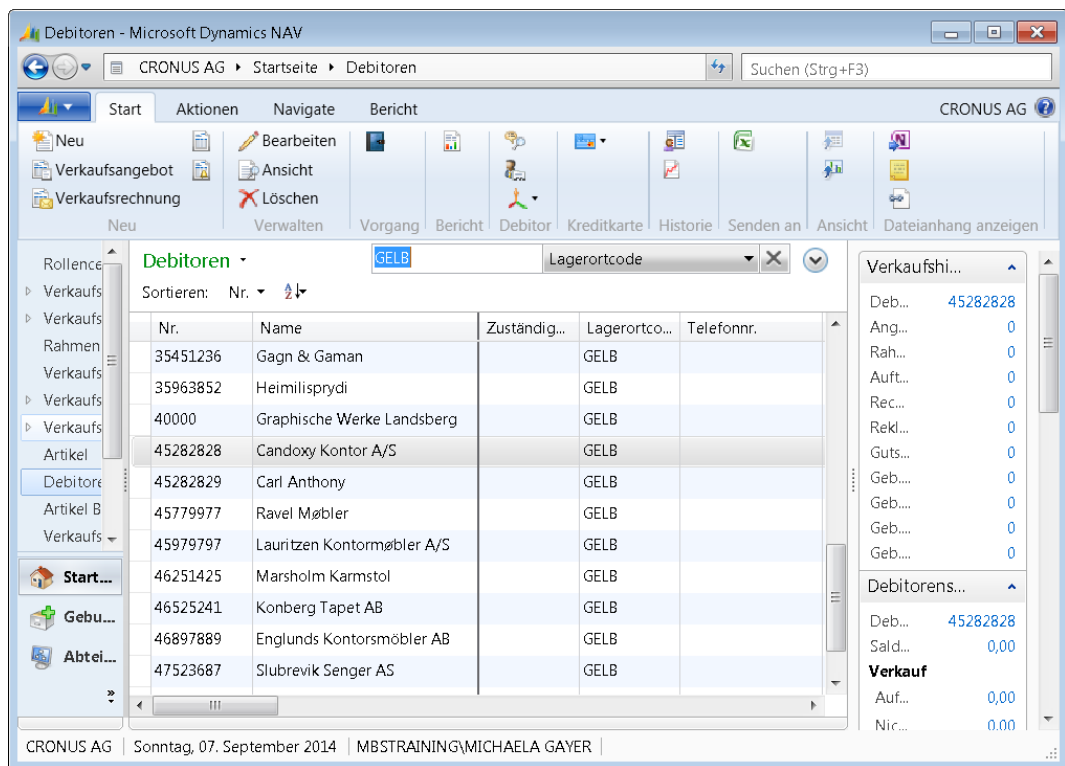 Debitoren - Microsoft Dynamics NAV
CRONUS AG Startseite Debitoren
Suchen (Strg+F3)
Start Aktionen Navigate Bericht CRONUS AG
Neu Bearbeiten
Verkaufsangebot Ansicht
Verkaufsrechnung Löschen
Neu Verwalten Vorgang Bericht Debitor Kreditkarte Historie Senden an Ansicht Dateianhang anzeigen
Rollence
Verkaufs
Verkaufs
Rahmen
Verkaufs
Verkaufs
Verkaufs
Artikel
Debitore
Artikel B
Verkaufs
Start...
Gebu...
Abtei...
Debitoren GELB Lagerortcode
Sortieren: Nr.
Nr. Name Zuständig... Lagerortco... Telefonnr.
35451236 Gagn & Gaman GELB
35963852 Heimilisprydi GELB
40000 Graphische Werke Landsberg GELB
45282828 Candoxy Kontor A/S GELB
45282829 Carl Anthony GELB
45779977 Ravel Møbler GELB
45979797 Lauritzen Kontormøbler A/S GELB
46251425 Marsholm Karmstol GELB
46525241 Konberg Tapet AB GELB
46897889 Englunds Kontorsmöbler AB GELB
47523687 Slubrevik Senger AS GELB
Verkaufshi...
Deb... 45282828
Ang... 0
Rah... 0
Auft... 0
Rec... 0
Rekl... 0
Guts... 0
Geb.... 0
Geb.... 0
Geb.... 0
Geb.... 0
Debitorens...
Deb... 45282828
Sald... 0,00
Verkauf
Auf... 0,00
Nic... 0,00
CRONUS AG Sonntag, 07. September 2014 MBSTRAINING\MICHAELA GAYER